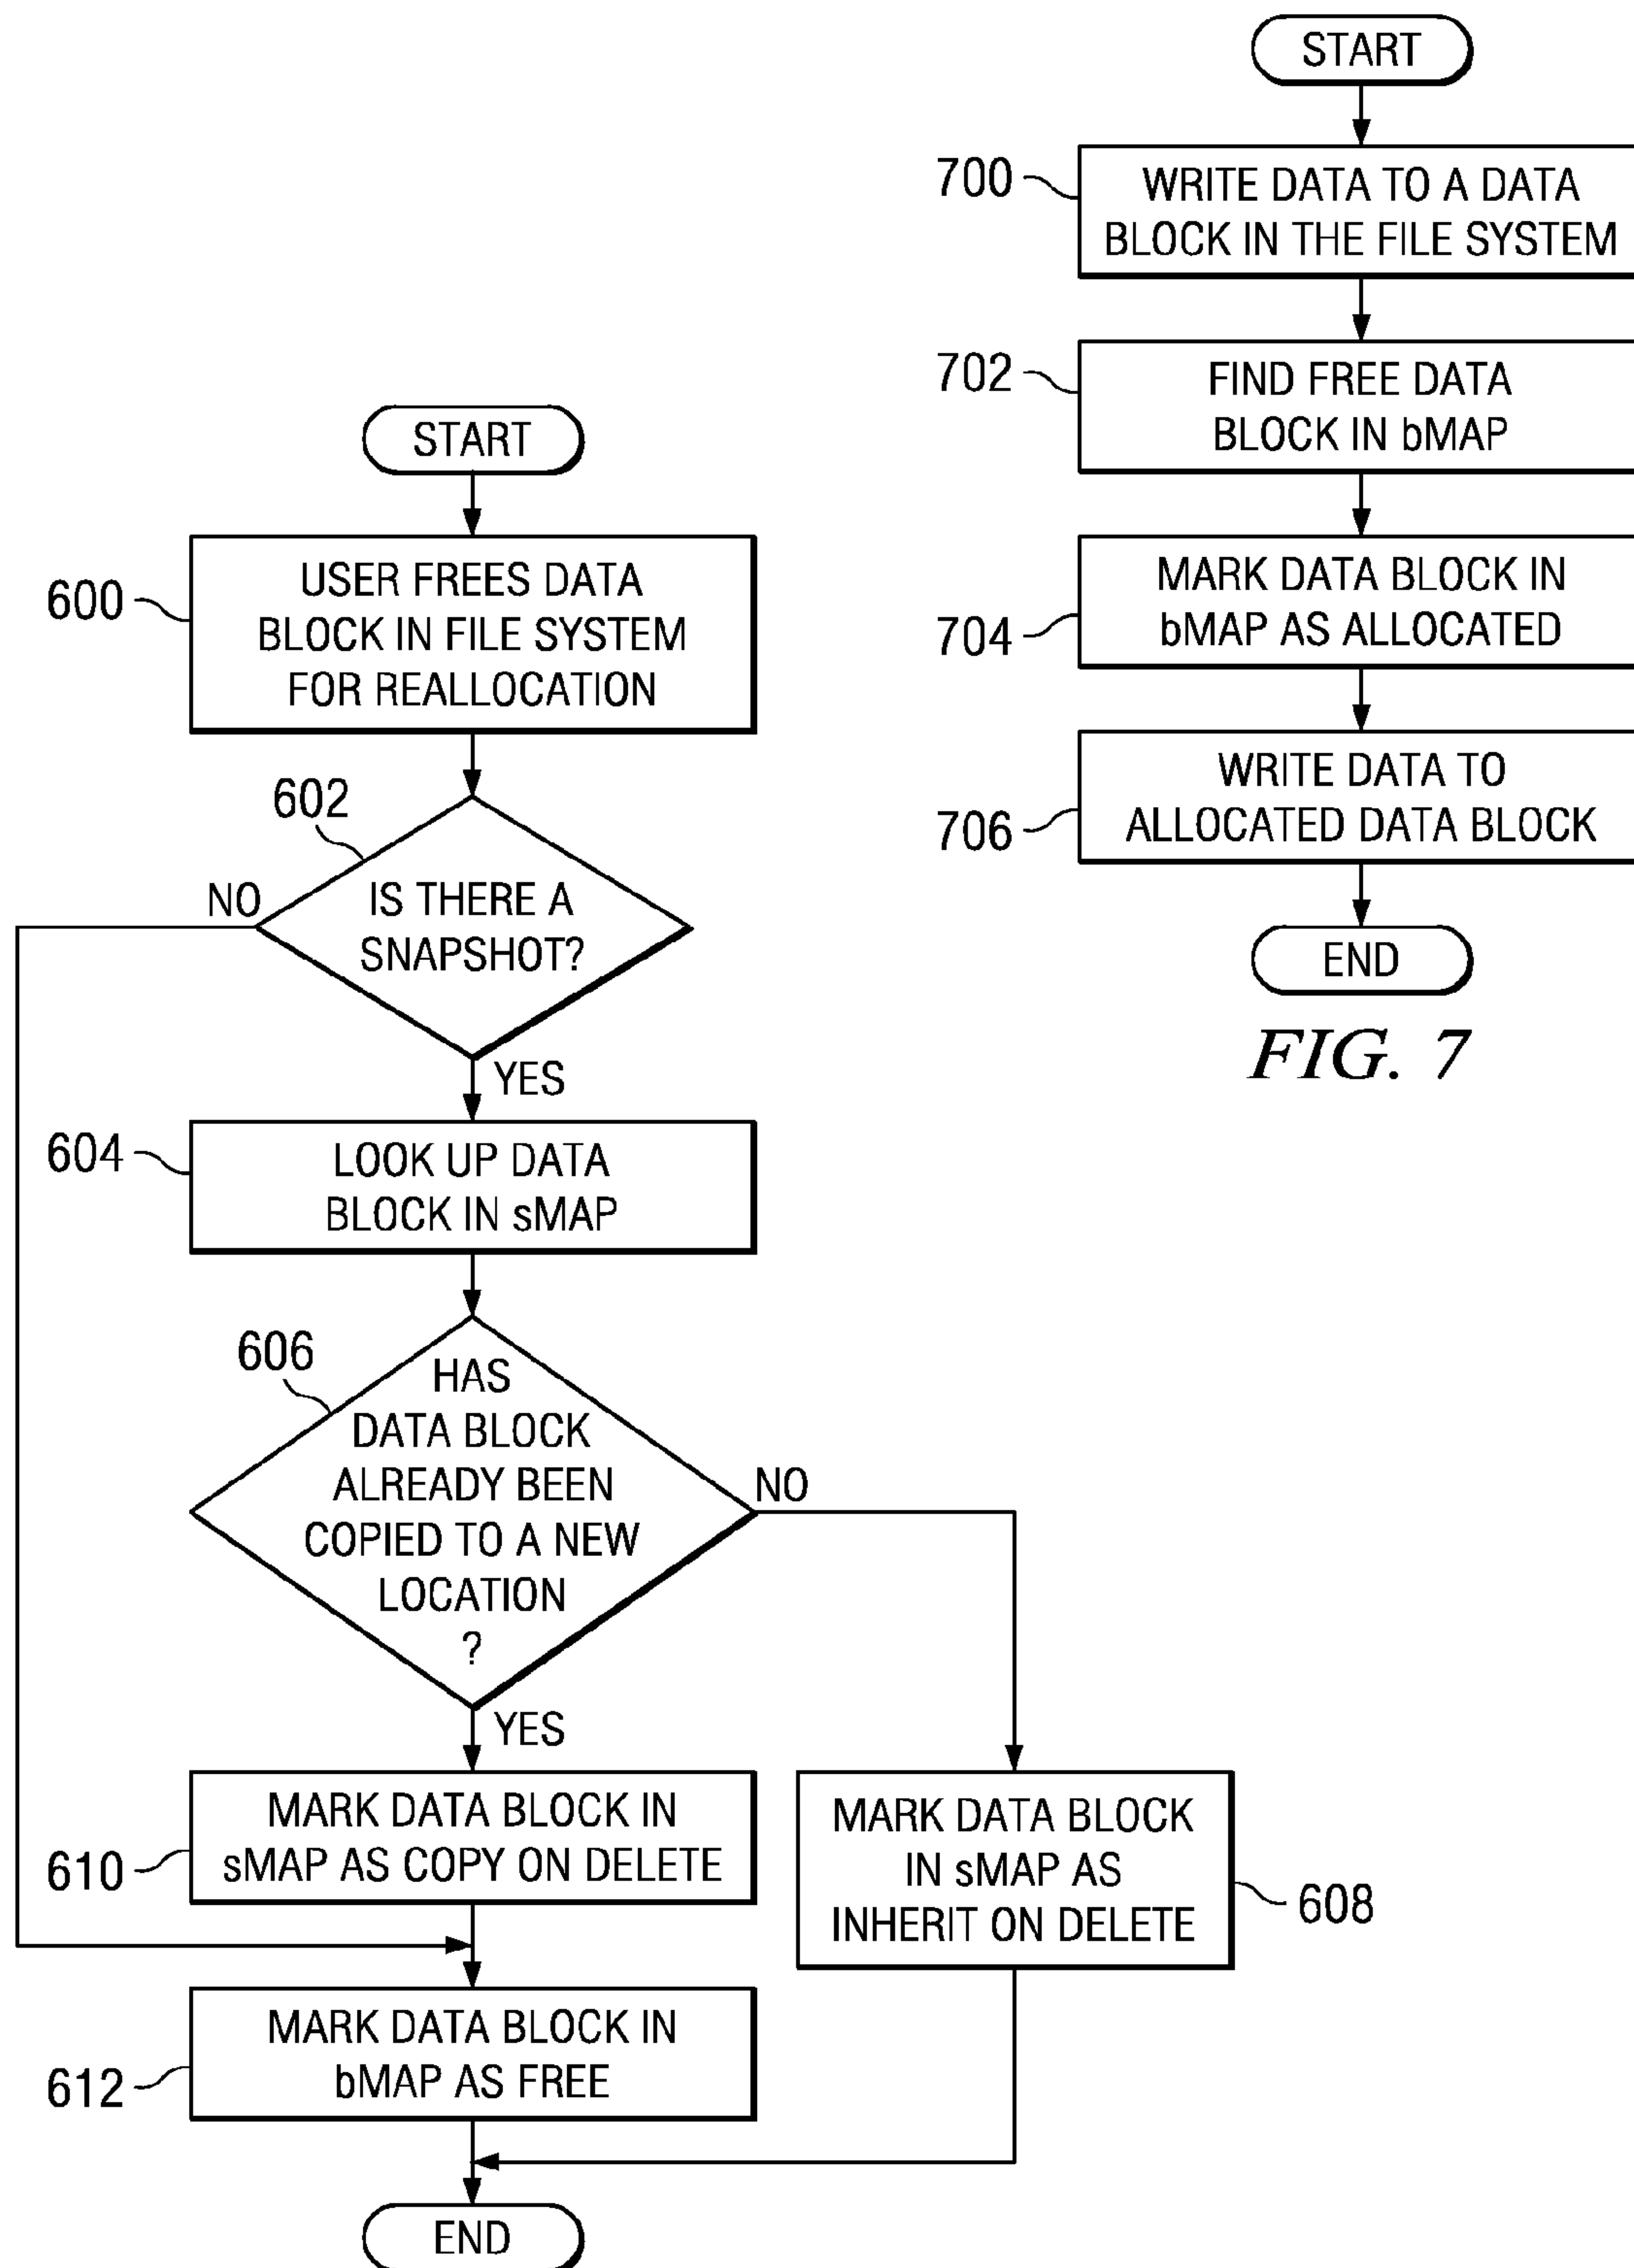 START
600
USER FREES DATA
BLOCK IN FILE SYSTEM
FOR REALLOCATION
602
IS THERE A
SNAPSHOT?
NO
YES
604
LOOK UP DATA
BLOCK IN sMAP
606
HAS
DATA BLOCK
ALREADY BEEN
COPIED TO A NEW
LOCATION
?
NO
YES
610
MARK DATA BLOCK IN
sMAP AS COPY ON DELETE
MARK DATA BLOCK
IN sMAP AS
INHERIT ON DELETE
608
612
MARK DATA BLOCK IN
bMAP AS FREE
END
START
700
WRITE DATA TO A DATA
BLOCK IN THE FILE SYSTEM
702
FIND FREE DATA
BLOCK IN bMAP
704
MARK DATA BLOCK IN
bMAP AS ALLOCATED
706
WRITE DATA TO
ALLOCATED DATA BLOCK
END
FIG. 7